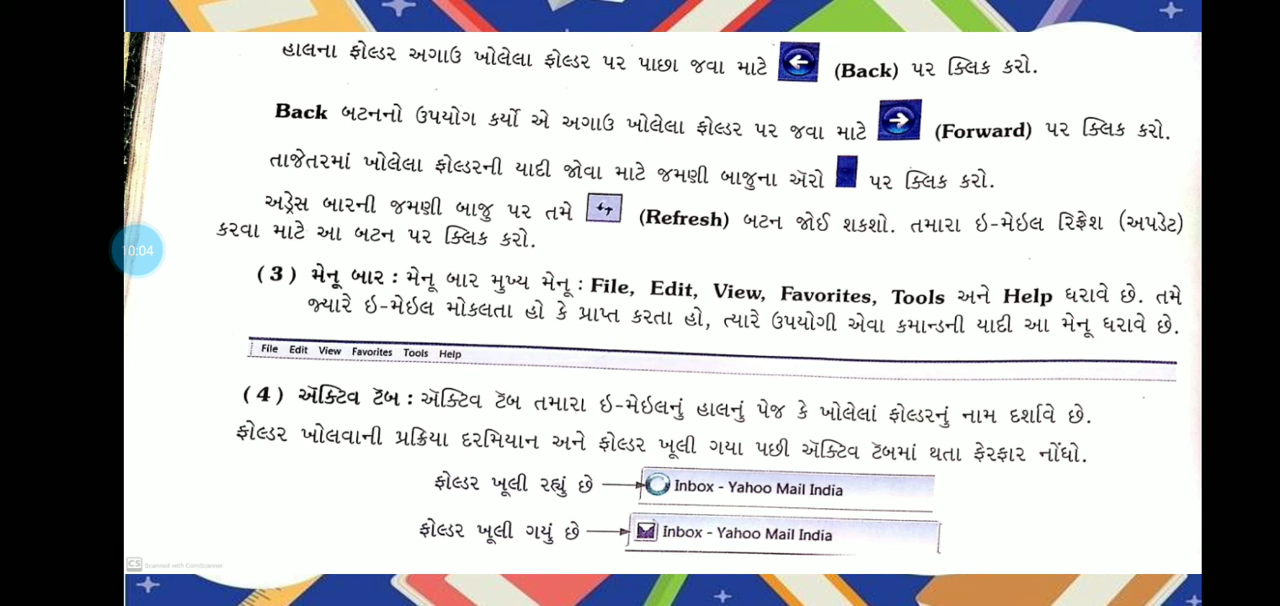 હાલના ફોલ્ડર અગાઉ ખોલેલા ફોલ્ડર પર પાછા જવા માટે (Back) પર ક્લિક કરો.
Back બટનનો ઉપયોગ કર્યો એ અગાઉ ખોલેલા ફોલ્ડર પર જવા માટે (Forward) પર ક્લિક કરો.
તાજેતરમાં ખોલેલા ફોલ્ડરની યાદી જોવા માટે જમણી બાજુના ઍરો પર ક્લિક કરો.
અડ્રેસ બારની જમણી બાજુ પર તમે (Refresh) બટન જોઈ શકશો. તમારા ઇ-મેઇલ રિફ્રેશ (અપડેટ)
10:04
કરવા માટે આ બટન પર ક્લિક કરો.
(3) મેનૂ બાર : મેનૂ બાર મુખ્ય મેનૂ : File, Edit, View, Favorites, Tools અને Help ધરાવે છે. તમે
જ્યારે ઇ-મેઇલ મોકલતા હો કે પ્રાપ્ત કરતા હો, ત્યારે ઉપયોગી એવા કમાન્ડની યાદી આ મેનૂ ધરાવે છે.
File Edit View Favorites Tools Help
(4) ઍક્ટિવ ટૅબ : ઍક્ટિવ ટૅબ તમારા ઇ-મેઇલનું હાલનું પેજ કે ખોલેલાં ફોલ્ડરનું નામ દર્શાવે છે.
ફોલ્ડર ખોલવાની પ્રક્રિયા દરમિયાન અને ફોલ્ડર ખૂલી ગયા પછી ઍક્ટિવ ટૅબમાં થતા ફેરફાર નોંધો.
ફોલ્ડર ખૂલી રહ્યું છે Inbox - Yahoo Mail India
ફોલ્ડર ખૂલી ગયું છે Inbox - Yahoo Mail India
CS Scanned with CamScanner